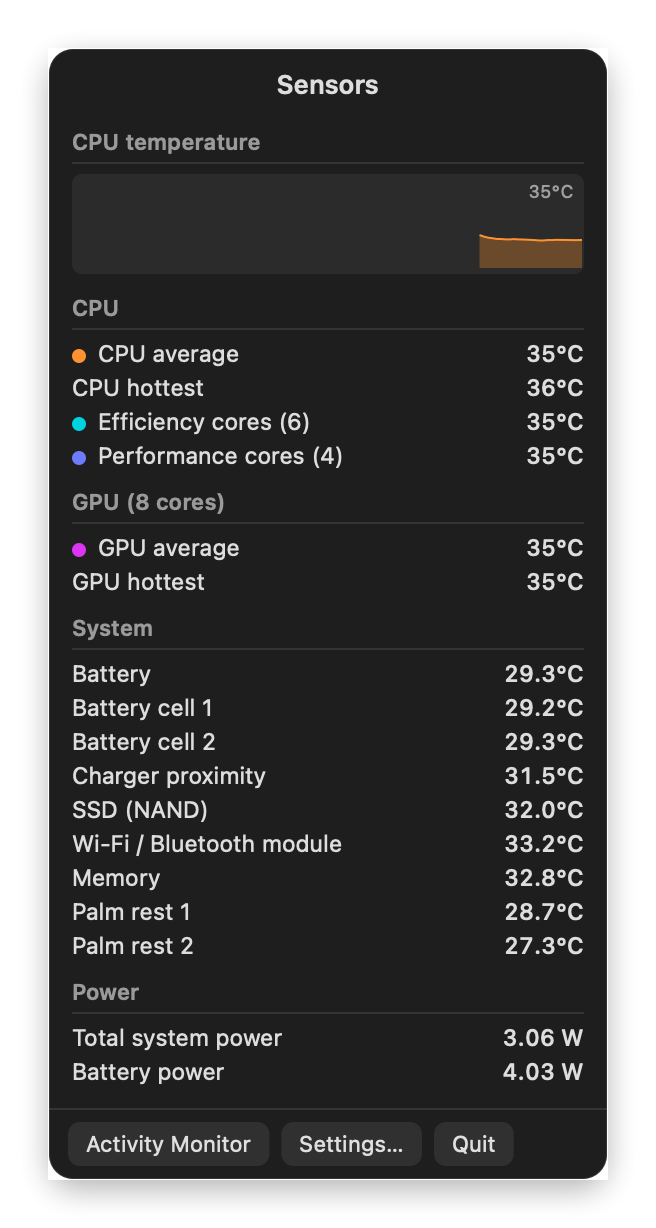 Sensors
CPU temperature
35°C
CPU
CPU average 35°C
CPU hottest 36°C
Efficiency cores (6) 35°C
Performance cores (4) 35°C
GPU (8 cores)
GPU average 35°C
GPU hottest 35°C
System
Battery 29.3°C
Battery cell 1 29.2°C
Battery cell 2 29.3°C
Charger proximity 31.5°C
SSD (NAND) 32.0°C
Wi-Fi / Bluetooth module 33.2°C
Memory 32.8°C
Palm rest 1 28.7°C
Palm rest 2 27.3°C
Power
Total system power 3.06 W
Battery power 4.03 W
Activity Monitor Settings... Quit